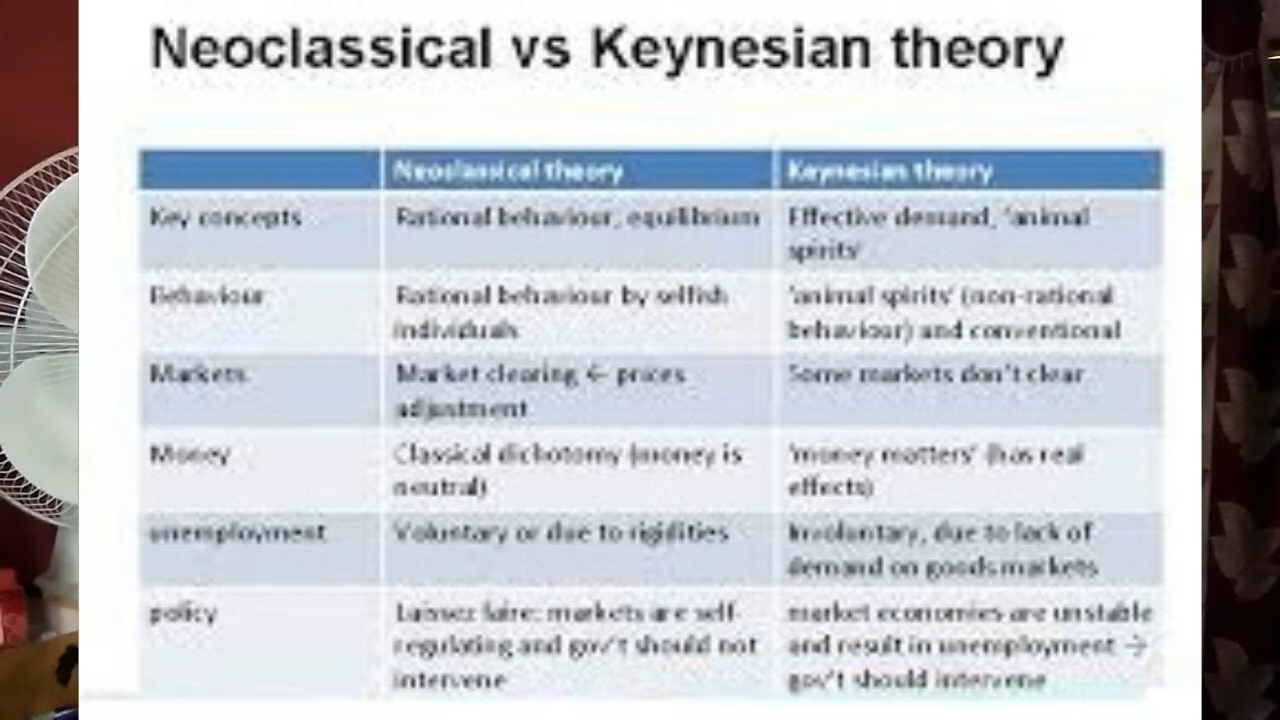 Neoclassical vs Keynesian theory
Neoclassical theory
Keynesian theory
Key concepts
Rational behaviour, equilibrium
Effective demand, 'animal
spirits'
Behaviour
Rational behaviour by selfish
individuals
'animal spirits' (non-rational
behaviour) and conventional
Markets
Market clearing ← prices
adjustment
Some markets don't clear
Money
Classical dichotomy (money is
neutral)
'money matters' (has real
effects)
unemployment
Voluntary or due to rigidities
Involuntary, due to lack of
demand on goods markets
policy
Laissez faire: markets are self-
regulating and gov't should not
intervene
market economies are unstable
and result in unemployment →
gov't should intervene